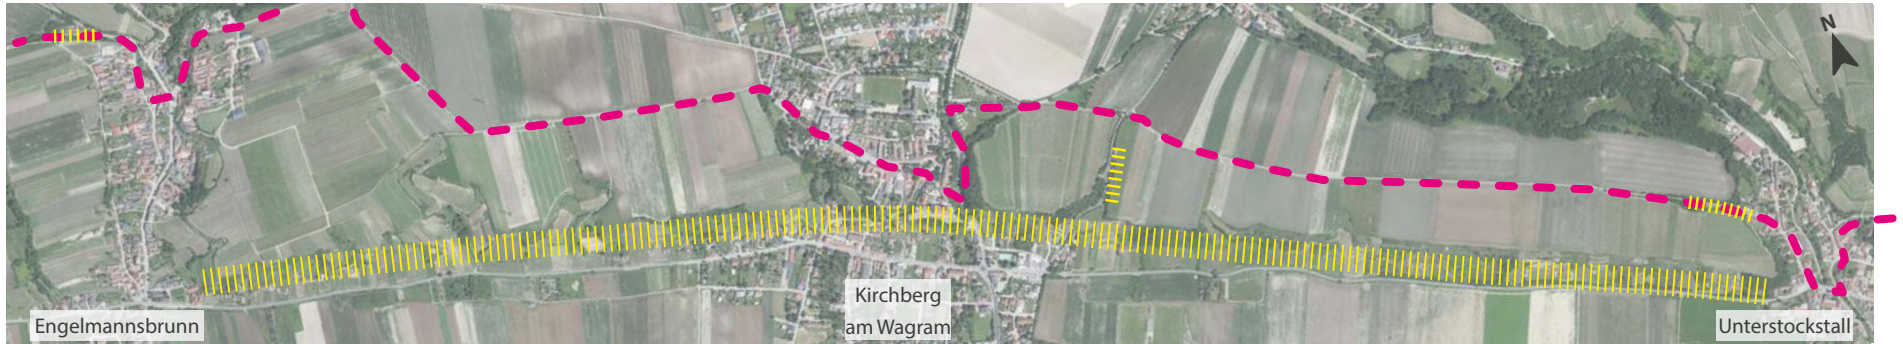 N
Engelmannsbrunn
Kirchberg
am Wagram
Unterstockstall